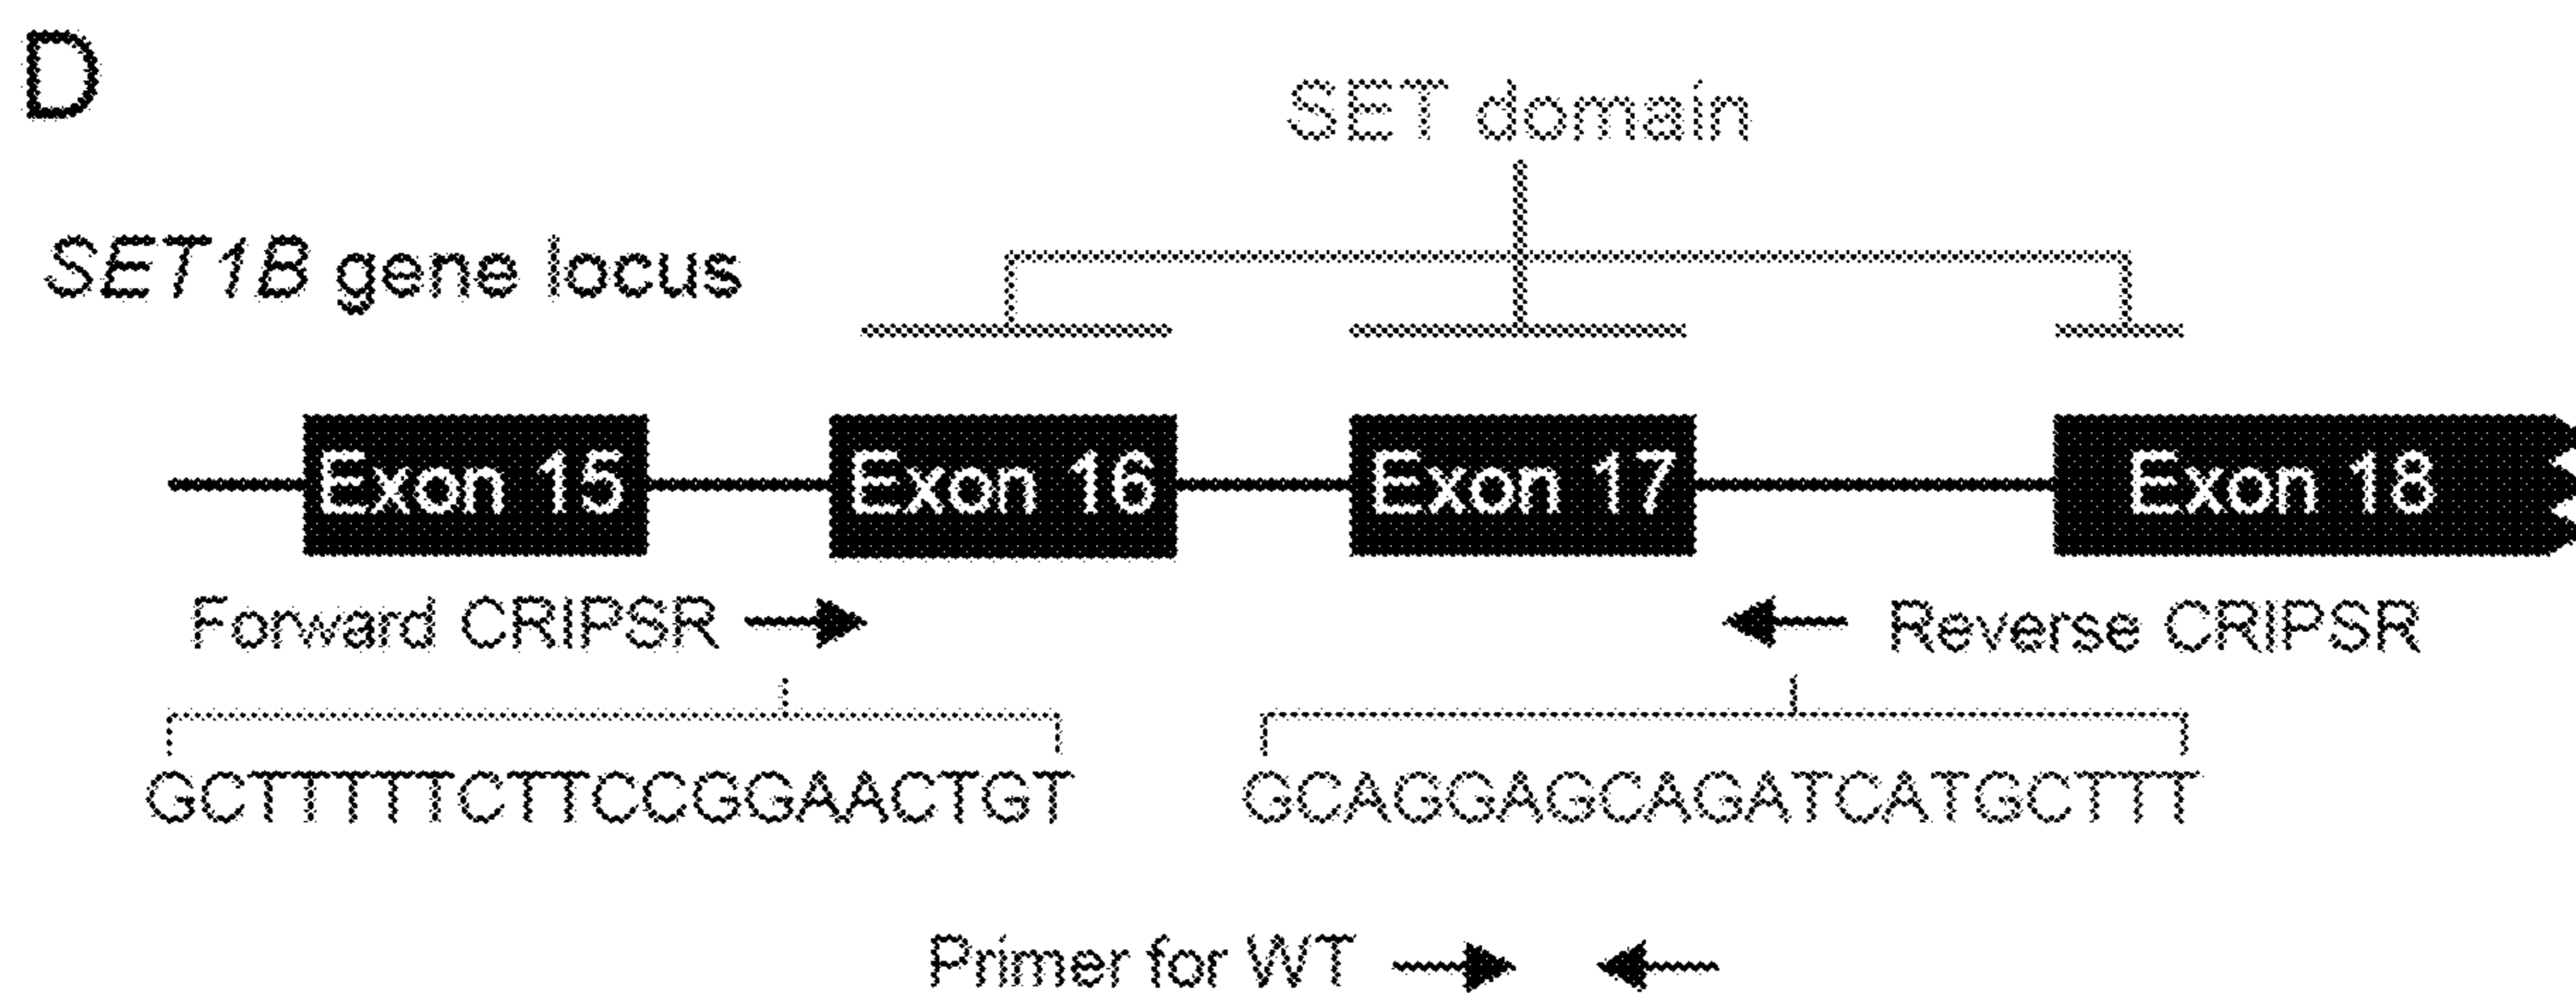 D
SET domain
SET1B gene locus
Exon 15 Exon 16 Exon 17 Exon 18
Forward CRIPSR Reverse CRIPSR
GCTTTTTCTTCCGGAACTGT GCAGGAGCAGATCATGCTTT
Primer for WT